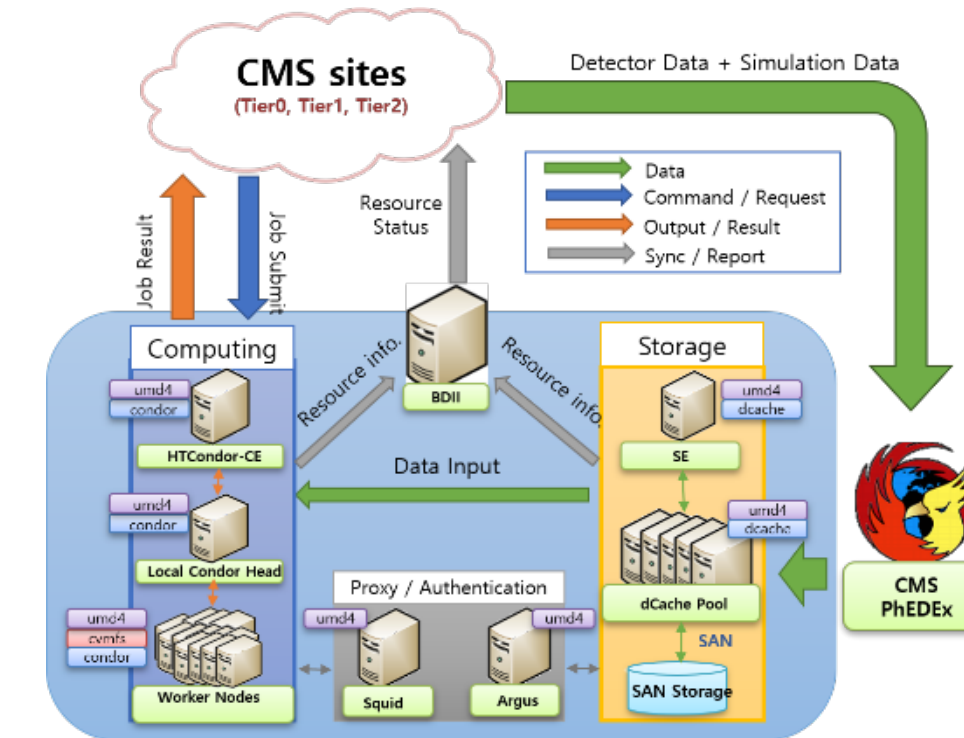 CMS sites
(Tier0, Tier1, Tier2)
Detector Data + Simulation Data
Data
Command / Request
Output / Result
Sync / Report
Resource
Status
Job Result
Job Submit
Computing
umd4
condor
HTCondor-CE
umd4
condor
Local Condor Head
umd4
cvmfs
condor
Worker Nodes
Resource info.
BDII
Resource info.
Data Input
Proxy / Authentication
umd4
Squid
umd4
Argus
Storage
umd4
dcache
SE
umd4
dcache
dCache Pool
SAN
SAN Storage
CMS
PhEDEx